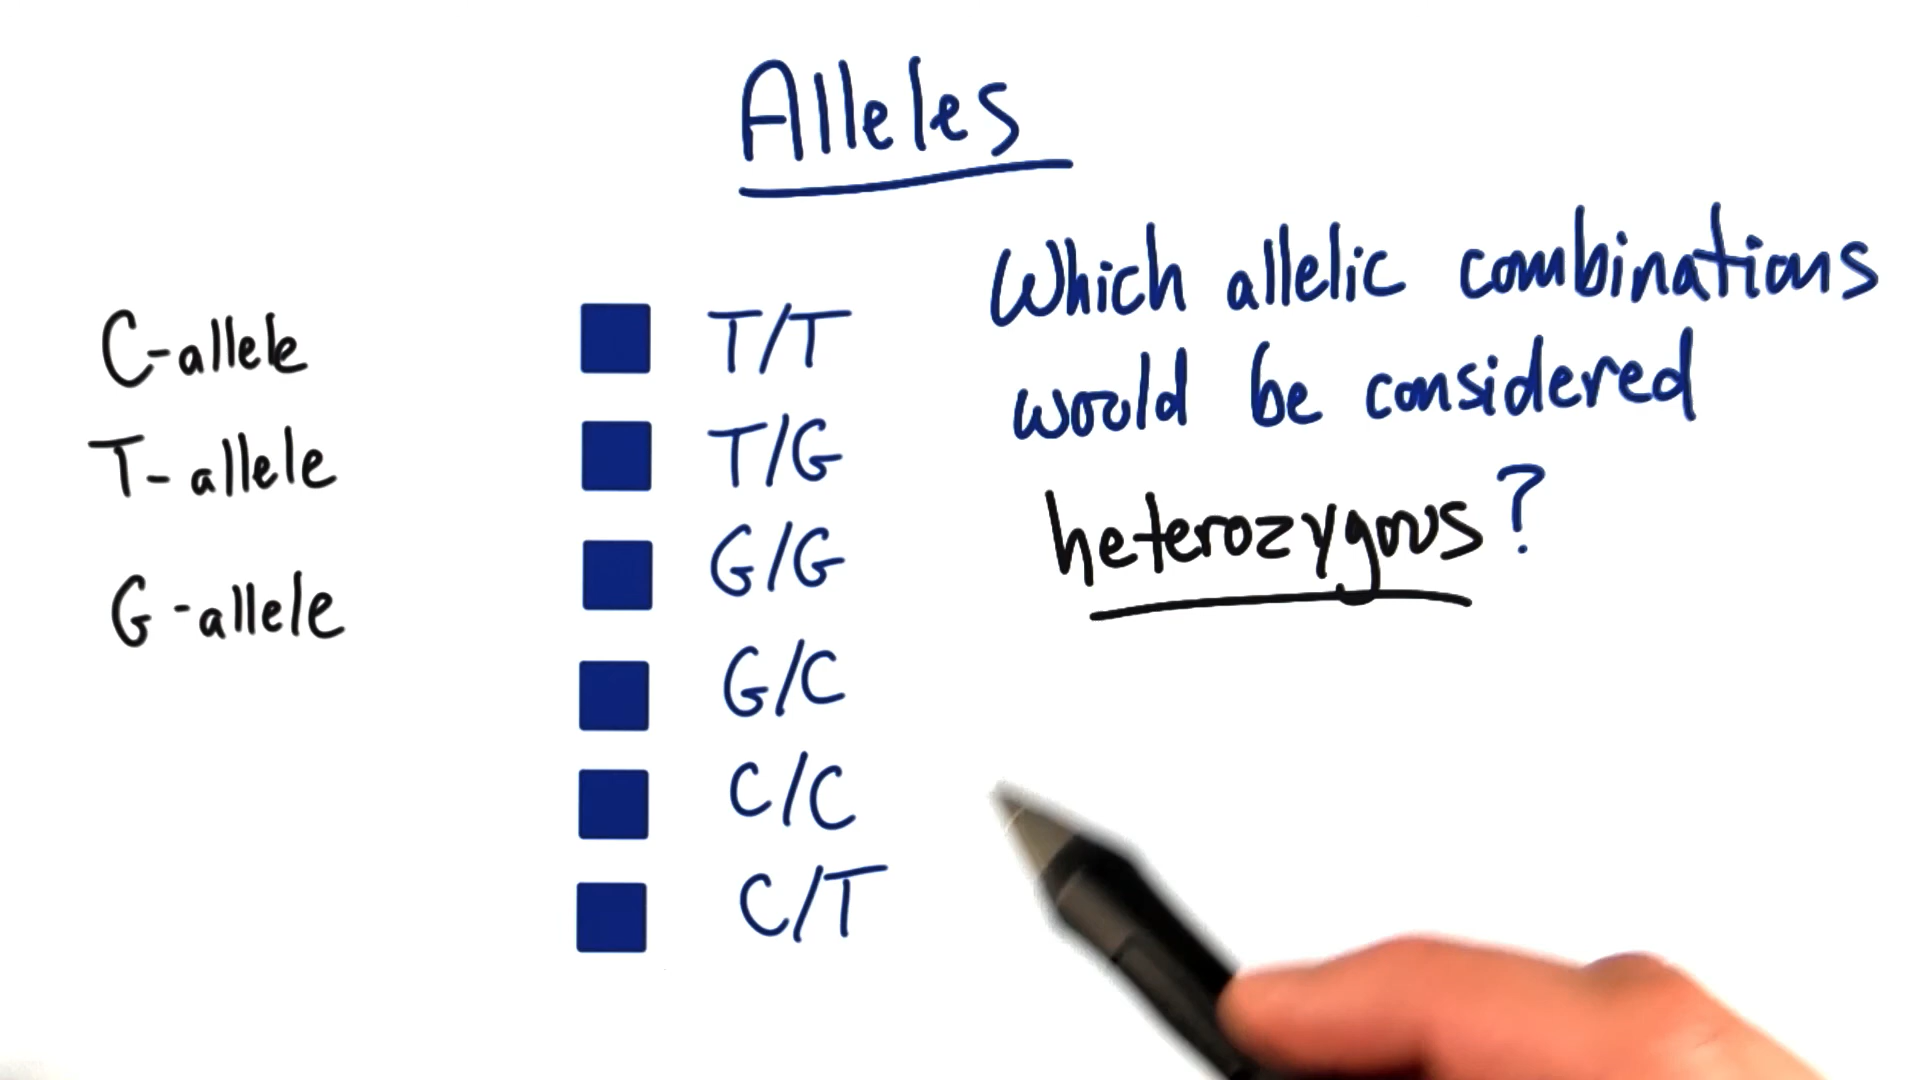 Alleles
C-allele
T-allele
G-allele
T/T
T/G
G/G
G/C
C/C
C/T
Which allelic combinations
would be considered
heterozygous?